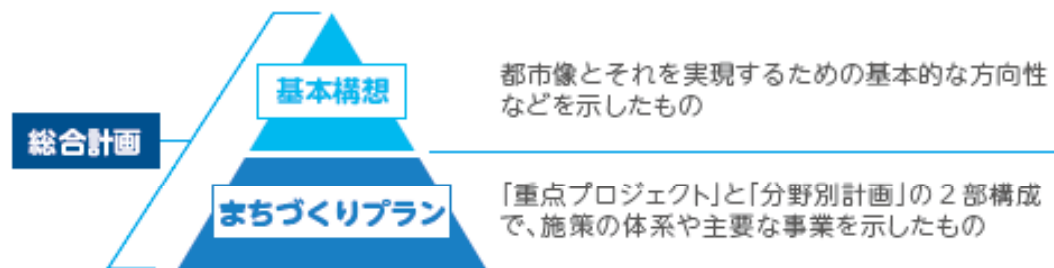 基本構想
都市像とそれを実現するための基本的な方向性
などを示したもの
総合計画
まちづくりプラン
「重点プロジェクト」と「分野別計画」の2部構成
で、施策の体系や主要な事業を示したもの